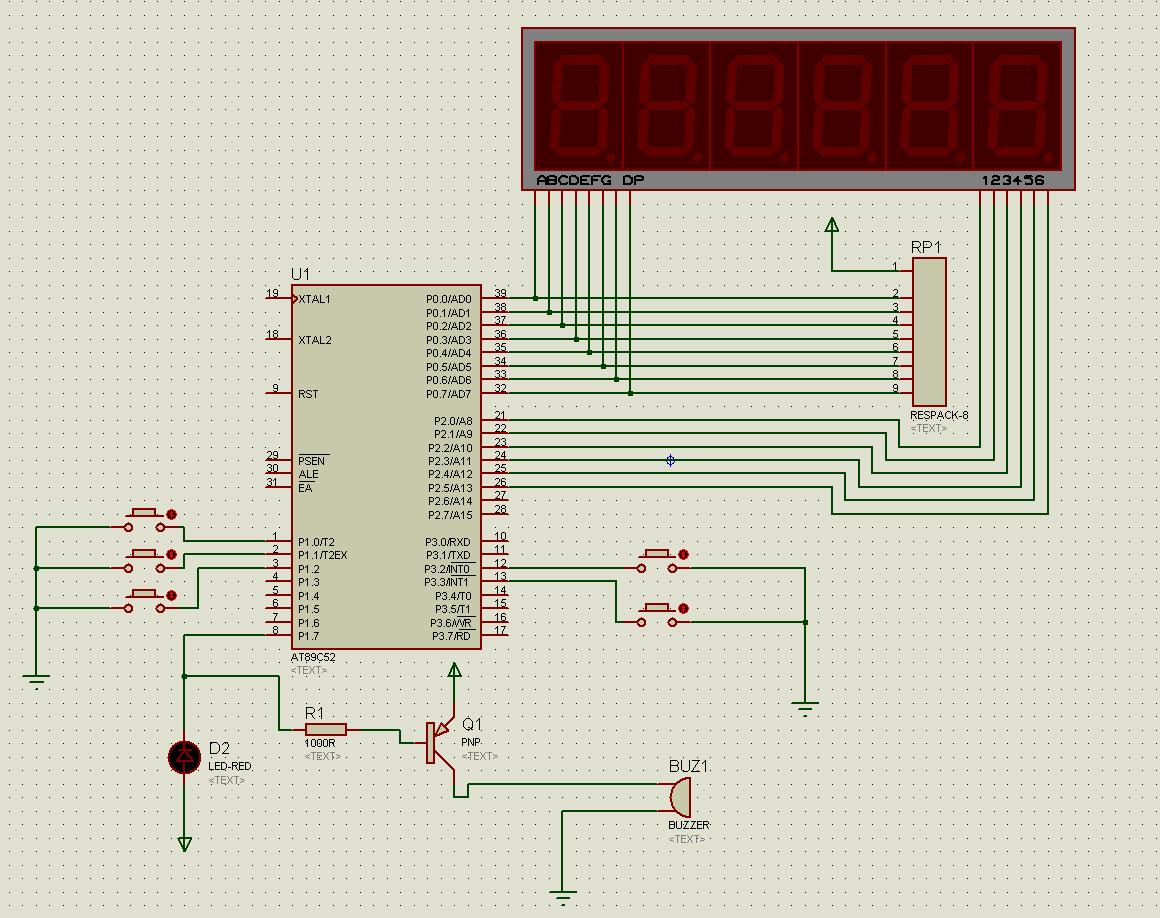 ABCDEFG DP
123456
RP1
1
2
3
4
5
6
7
8
9
RESPACK-8
<TEXT>
U1
19 XTAL1
18 XTAL2
9 RST
29 PSEN
30 ALE
31 EA
1 P1.0/T2
2 P1.1/T2EX
3 P1.2
4 P1.3
5 P1.4
6 P1.5
7 P1.6
8 P1.7
P0.0/AD0 39
P0.1/AD1 38
P0.2/AD2 37
P0.3/AD3 36
P0.4/AD4 35
P0.5/AD5 34
P0.6/AD6 33
P0.7/AD7 32
P2.0/A8 21
P2.1/A9 22
P2.2/A10 23
P2.3/A11 24
P2.4/A12 25
P2.5/A13 26
P2.6/A14 27
P2.7/A15 28
P3.0/RXD 10
P3.1/TXD 11
P3.2/INT0 12
P3.3/INT1 13
P3.4/T0 14
P3.5/T1 15
P3.6/WR 16
P3.7/RD 17
AT89C52
<TEXT>
R1
1000R
<TEXT>
Q1
PNP
<TEXT>
D2
LED-RED
<TEXT>
BUZ1
BUZZER
<TEXT>